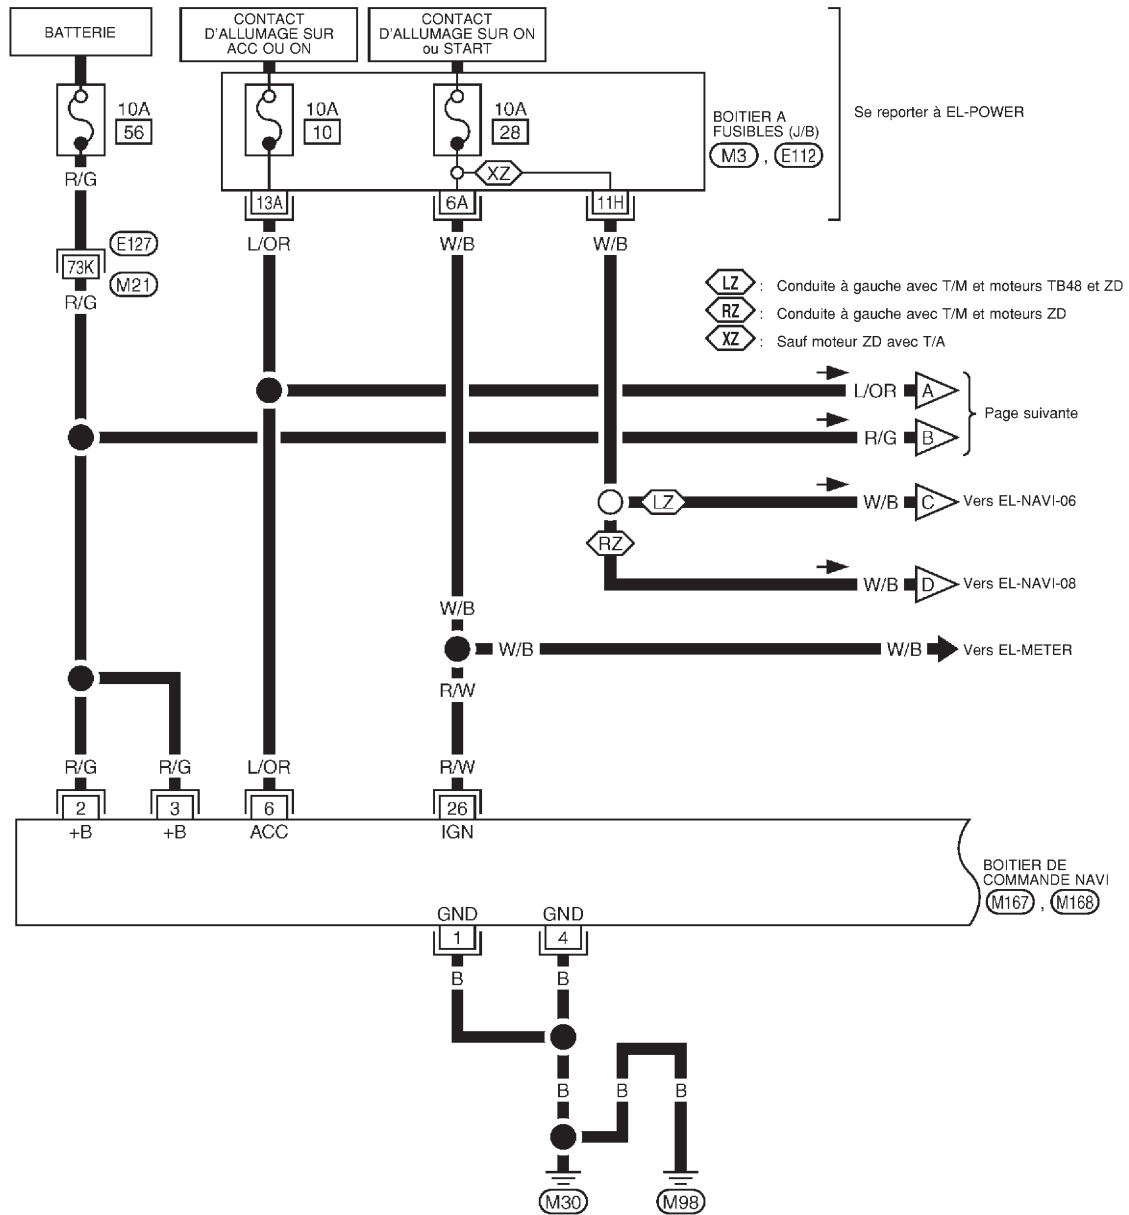 BATTERIE
CONTACT
D'ALLUMAGE SUR
ACC OU ON
CONTACT
D'ALLUMAGE SUR ON
ou START
10A
56
10A
10
10A
28
BOITIER A
FUSIBLES (J/B)
M3 , E112
Se reporter à EL-POWER
XZ
R/G
13A
6A
11H
L/OR
W/B
W/B
E127
73K
M21
R/G
LZ : Conduite à gauche avec T/M et moteurs TB48 et ZD
RZ : Conduite à gauche avec T/M et moteurs ZD
XZ : Sauf moteur ZD avec T/A
L/OR A
Page suivante
R/G B
LZ W/B C Vers EL-NAVI-06
RZ
W/B D Vers EL-NAVI-08
W/B
W/B W/B Vers EL-METER
R/W
R/G R/G L/OR R/W
2 3 6 26
+B +B ACC IGN
BOITIER DE
COMMANDE NAVI
M167 , M168
GND GND
1 4
B B
B B B
M30 M98